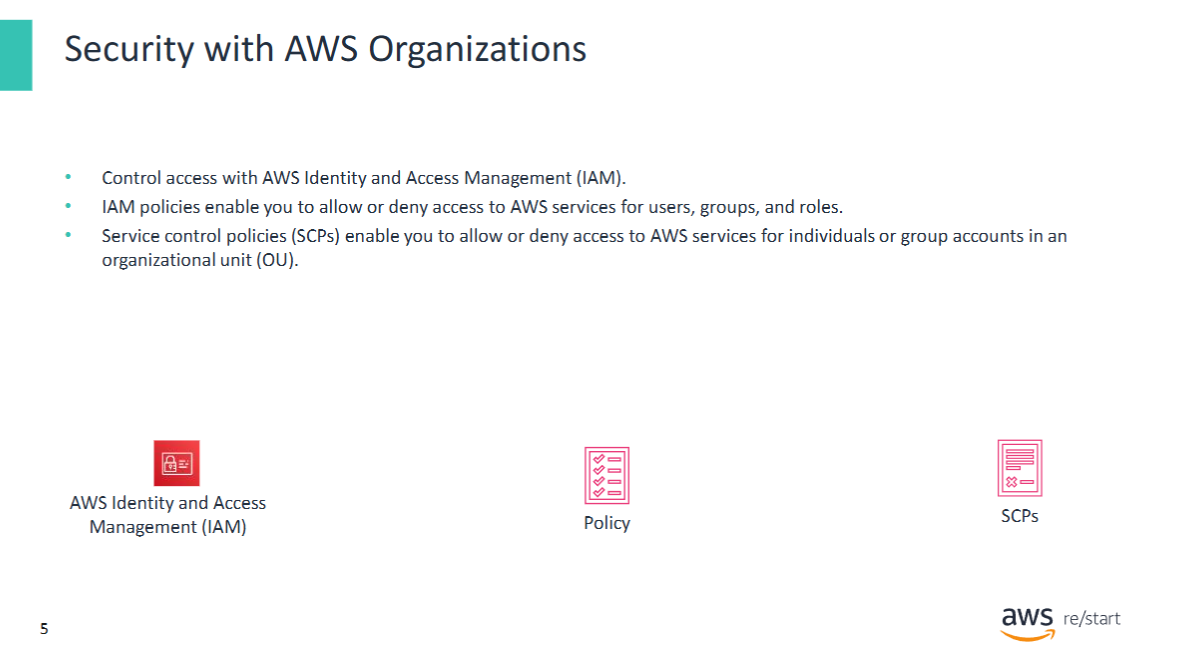 Security with AWS Organizations
• Control access with AWS Identity and Access Management (IAM).
• IAM policies enable you to allow or deny access to AWS services for users, groups, and roles.
• Service control policies (SCPs) enable you to allow or deny access to AWS services for individuals or group accounts in an
organizational unit (OU).
AWS Identity and Access
Management (IAM)
Policy
SCPs
5
aws re/start